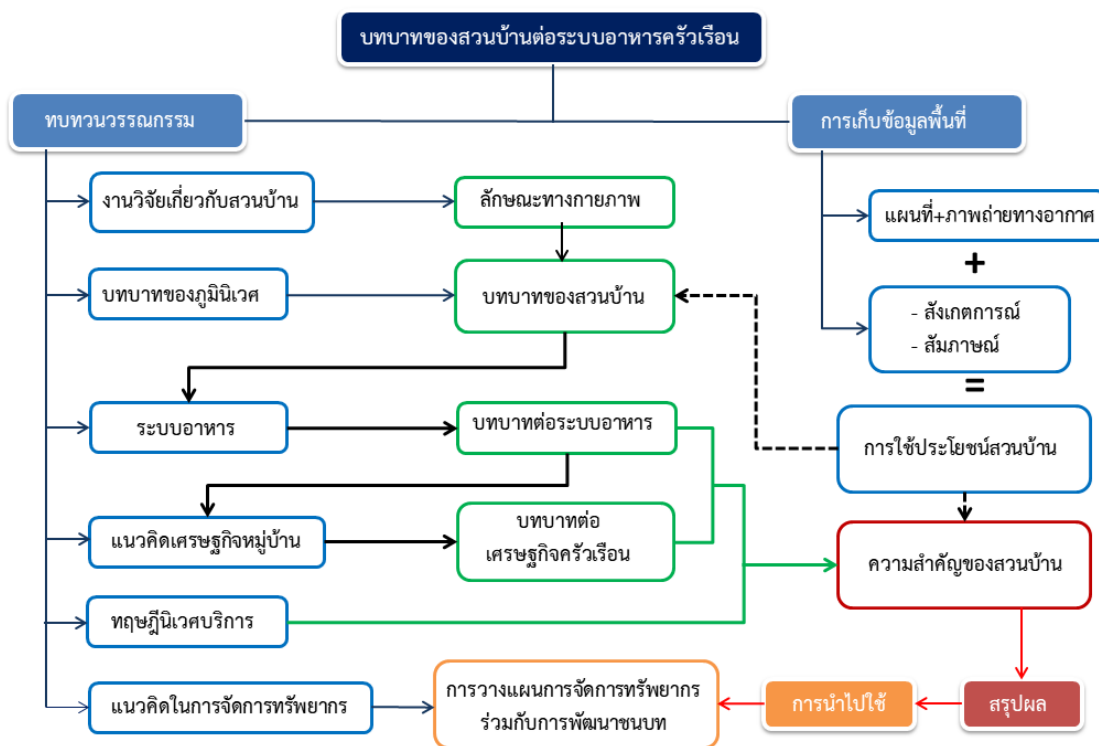 บทบาทของสวนบ้านต่อระบบอาหารครัวเรือน
ทบทวนวรรณกรรม
การเก็บข้อมูลพื้นที่
งานวิจัยเกี่ยวกับสวนบ้าน
ลักษณะทางกายภาพ
แผนที่+ภาพถ่ายทางอากาศ
+
บทบาทของภูมินิเวศ
บทบาทของสวนบ้าน
- สังเกตการณ์
- สัมภาษณ์
=
ระบบอาหาร
บทบาทต่อระบบอาหาร
การใช้ประโยชน์สวนบ้าน
แนวคิดเศรษฐกิจหมู่บ้าน
บทบาทต่อ
เศรษฐกิจครัวเรือน
ความสำคัญของสวนบ้าน
ทฤษฎีนิเวศบริการ
แนวคิดในการจัดการทรัพยากร
การวางแผนการจัดการทรัพยากร
ร่วมกับการพัฒนาชนบท
การนำไปใช้
สรุปผล